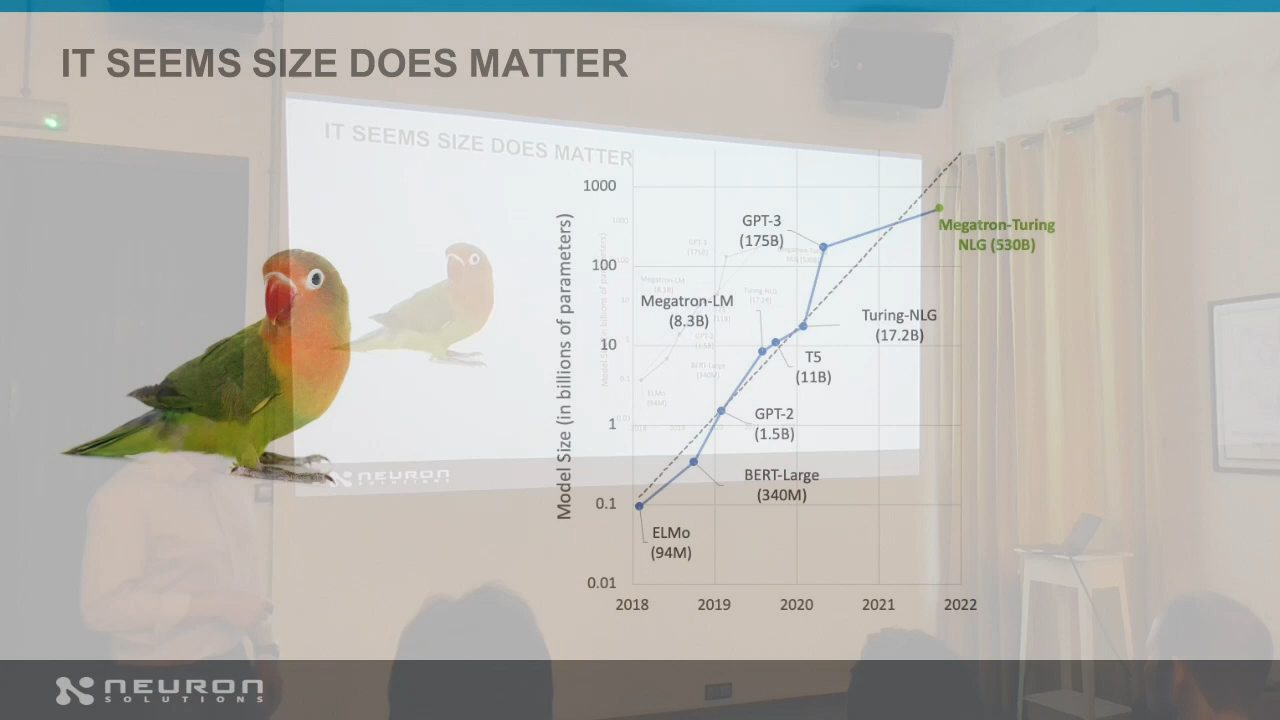 IT SEEMS SIZE DOES MATTER
IT SEEMS SIZE DOES MATTER
Model Size (in billions of parameters)
1000
100
10
1
0.1
0.01
2018 2019 2020 2021 2022
GPT-3
(175B)
Megatron-Turing
NLG (530B)
Megatron-LM
(8.3B)
Turing-NLG
(17.2B)
T5
(11B)
GPT-2
(1.5B)
BERT-Large
(340M)
ELMo
(94M)
NEURON
SOLUTIONS
NEURON
SOLUTIONS